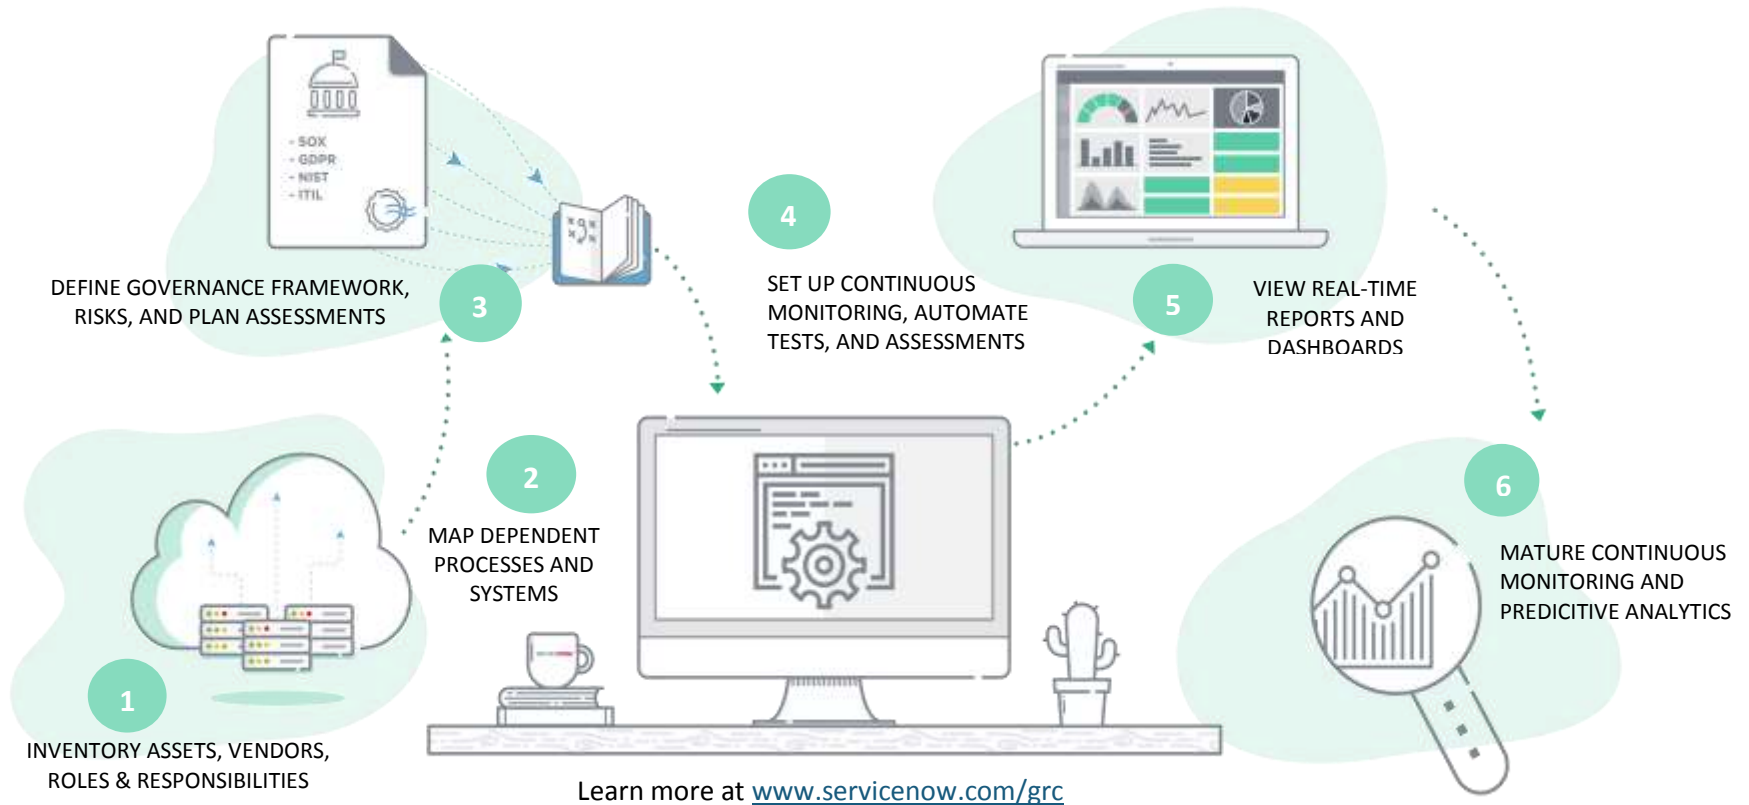 - SOX
- GDPR
- NIST
- ITIL
DEFINE GOVERNANCE FRAMEWORK,
RISKS, AND PLAN ASSESSMENTS
3
4
SET UP CONTINUOUS
MONITORING, AUTOMATE
TESTS, AND ASSESSMENTS
5
VIEW REAL-TIME
REPORTS AND
DASHBOARDS
2
MAP DEPENDENT
PROCESSES AND
SYSTEMS
6
MATURE CONTINUOUS
MONITORING AND
PREDICITIVE ANALYTICS
1
INVENTORY ASSETS, VENDORS,
ROLES & RESPONSIBILITIES
Learn more at www.servicenow.com/grc